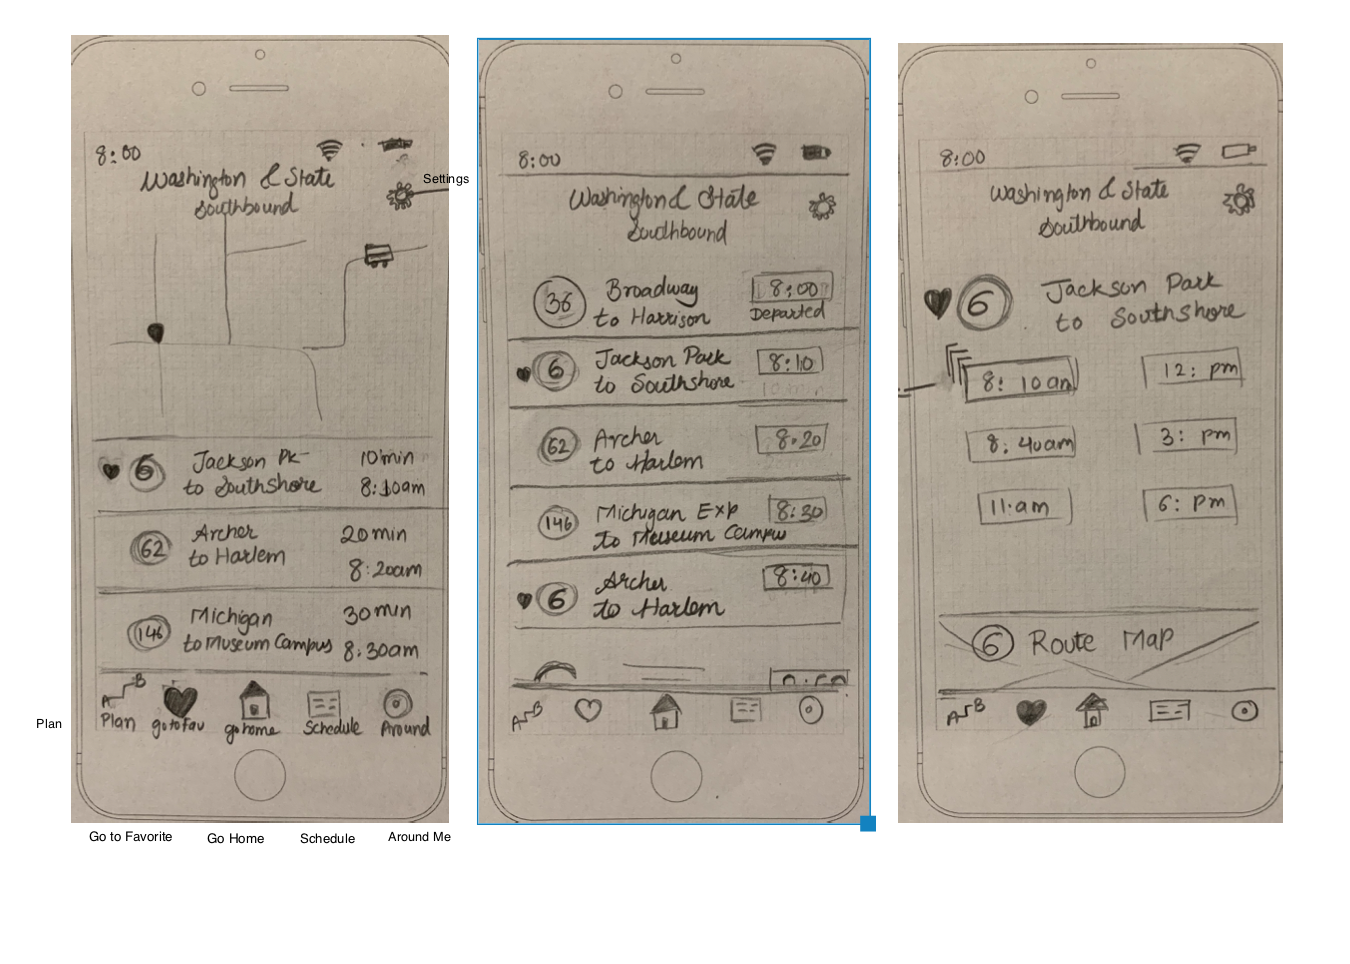 8:00
Washington & State
Southbound
Settings
6
Jackson Pk
to Southshore
10min
8:10am
62
Archer
to Harlem
20min
8:20am
146
Michigan
to Museum Campus
30min
8:30am
A B
Plan
go to Fav
go home
Schedule
Around
Plan
Go to Favorite
Go Home
Schedule
Around Me
8:00
Washington & State
Southbound
36
Broadway
to Harrison
8:00
Departed
6
Jackson Park
to Southshore
8:10
62
Archer
to Harlem
8:20
146
Michigan Exp
to Museum Campus
8:30
6
Archer
to Harlem
8:40
A B
8:00
Washington & State
Southbound
6
Jackson Park
to Southshore
8:10am
12: pm
8:40am
3: pm
11:am
6: pm
6 Route Map
A B